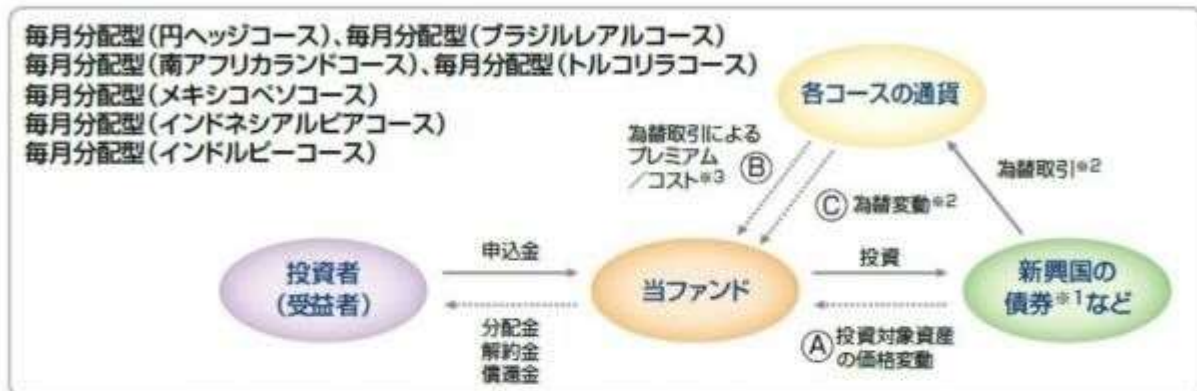 毎月分配型(円ヘッジコース)、毎月分配型(ブラジルレアルコース)
毎月分配型(南アフリカランドコース)、毎月分配型(トルコリラコース)
毎月分配型(メキシコペソコース)
毎月分配型(インドネシアルピアコース)
毎月分配型(インドルピーコース)
各コースの通貨
為替取引による
プレミアム
／コスト※3
Ⓑ
Ⓒ 為替変動※2
為替取引※2
投資者
(受益者)
申込金
分配金
解約金
償還金
当ファンド
投資
Ⓐ 投資対象資産
の価格変動
新興国の
債券※1など